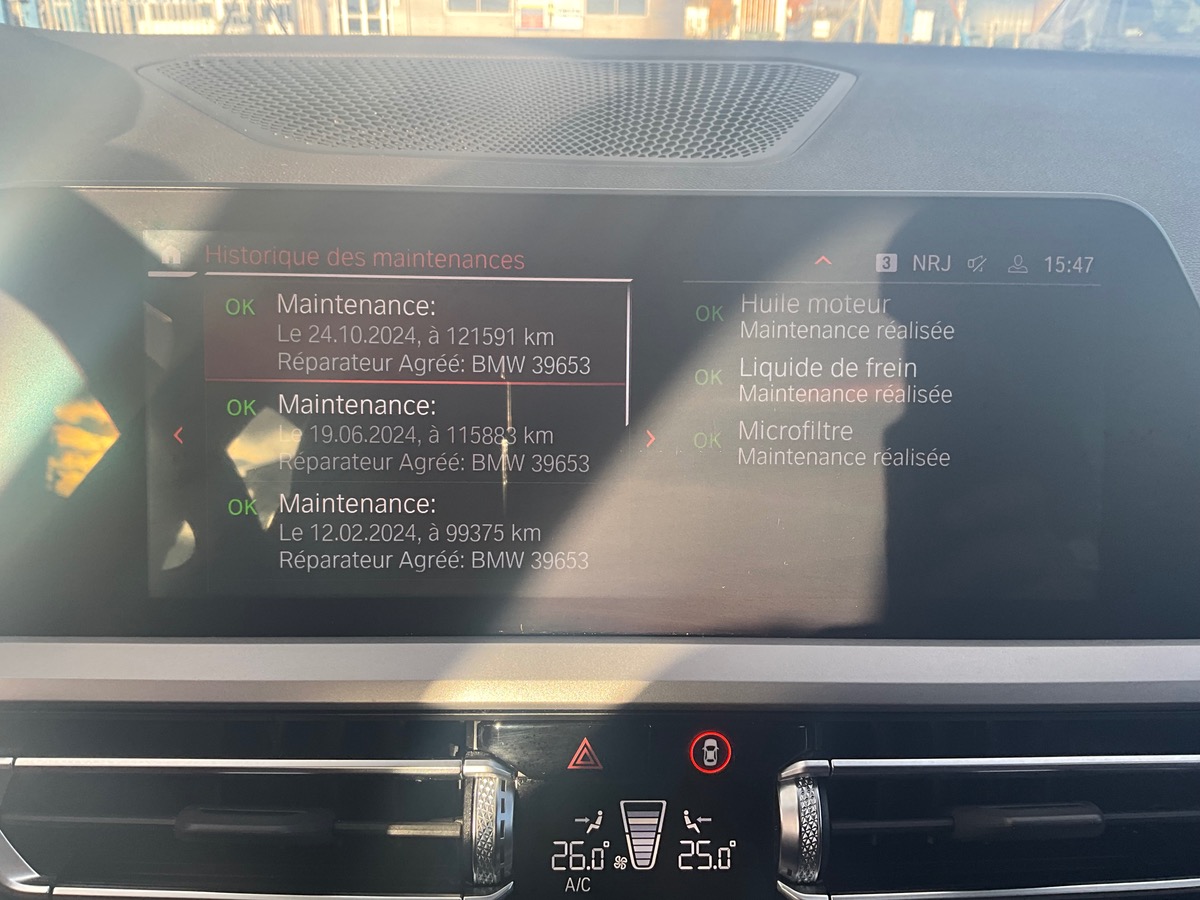 Historique des maintenances
3 NRJ 15:47
OK Maintenance:
Le 24.10.2024, à 121591 km
Réparateur Agréé: BMW 39653
OK Maintenance:
Le 19.06.2024, à 115883 km
Réparateur Agréé: BMW 39653
OK Maintenance:
Le 12.02.2024, à 99375 km
Réparateur Agréé: BMW 39653
OK Huile moteur
Maintenance réalisée
OK Liquide de frein
Maintenance réalisée
OK Microfiltre
Maintenance réalisée
26.0° 25.0°
A/C